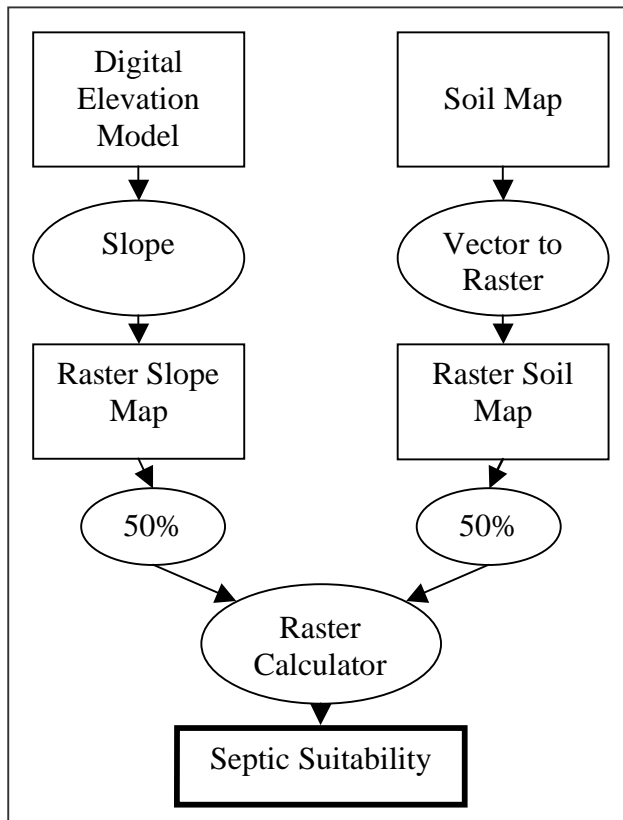 Digital
Elevation
Model
Soil Map
Slope
Vector to
Raster
Raster Slope
Map
Raster Soil
Map
50%
50%
Raster
Calculator
Septic Suitability